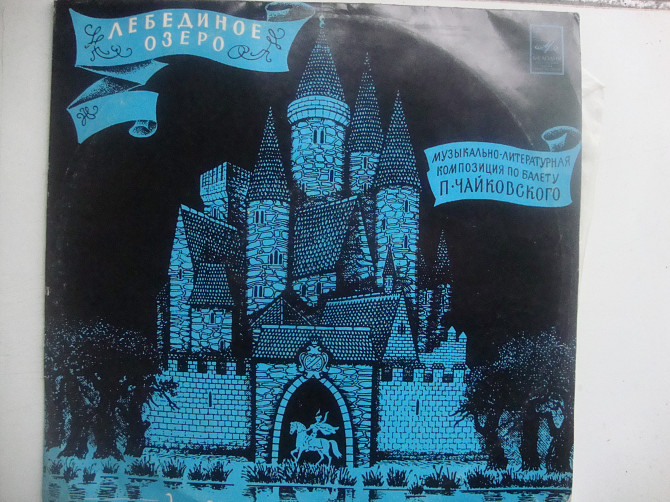 ЛЕБЕДИНОЕ
ОЗЕРО
МУЗЫКАЛЬНО-ЛИТЕРАТУРНАЯ
КОМПОЗИЦИЯ ПО БАЛЕТУ
П·ЧАЙКОВСКОГО